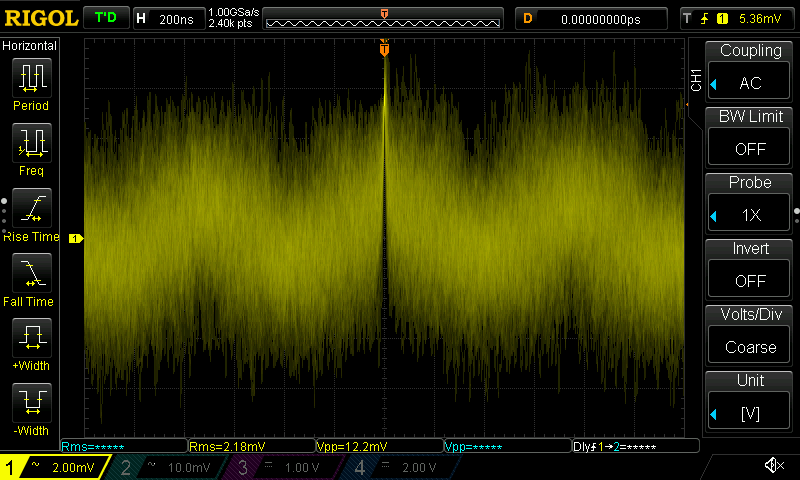 RIGOL T'D H 200ns 1.00GSa/s 2.40k pts T D 0.00000000ps T 1 5.36mV
Horizontal
Period
Freq
Rise Time
Fall Time
+Width
-Width
T
1
CH1
Coupling
AC
BW Limit
OFF
Probe
1X
Invert
OFF
Volts/Div
Coarse
Unit
[V]
Rms=***** Rms=2.18mV Vpp=12.2mV Vpp=***** Dly1→2=*****
1 ~ 2.00mV 2 ~ 10.0mV 3 = 1.00 V 4 = 2.00 V